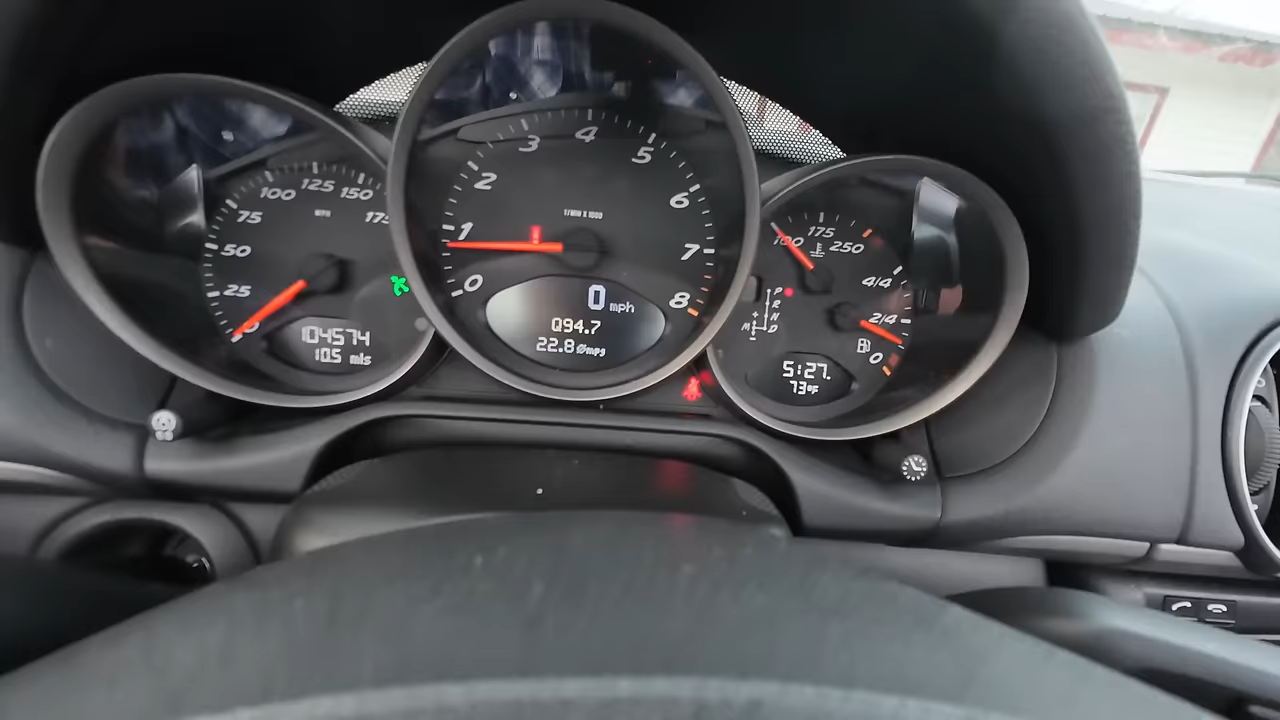 25
50
75
100
125
150
175
MPH
104574
10.5 mls
0
1
2
3
4
5
6
7
8
1/min x 1000
0 mph
Q94.7
22.8 Ømpg
100
175
250
4/4
2/4
0
P
R
N
M D
+
-
5:27.
73°F